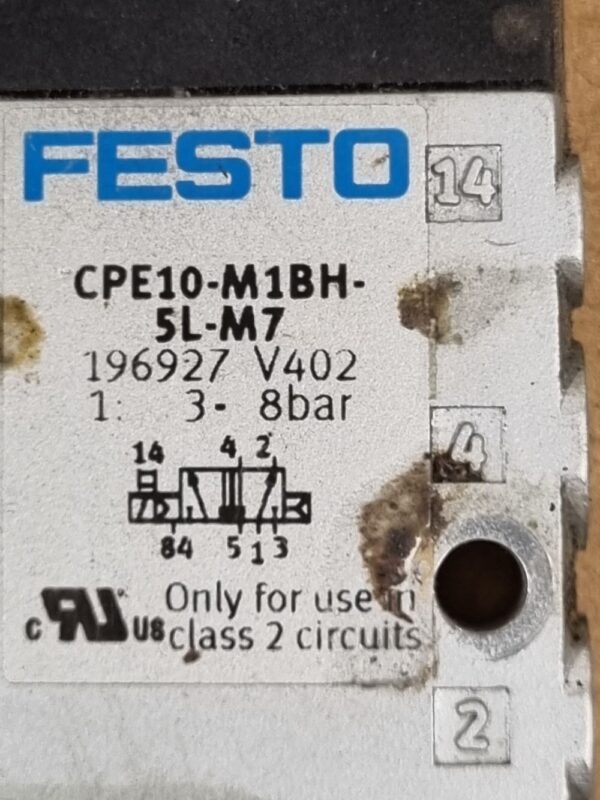 FESTO
14
CPE10-M1BH-
5L-M7
196927 V402
1: 3- 8bar
14 4 2
4
84 5 1 3
c RU US
Only for use in
class 2 circuits
2